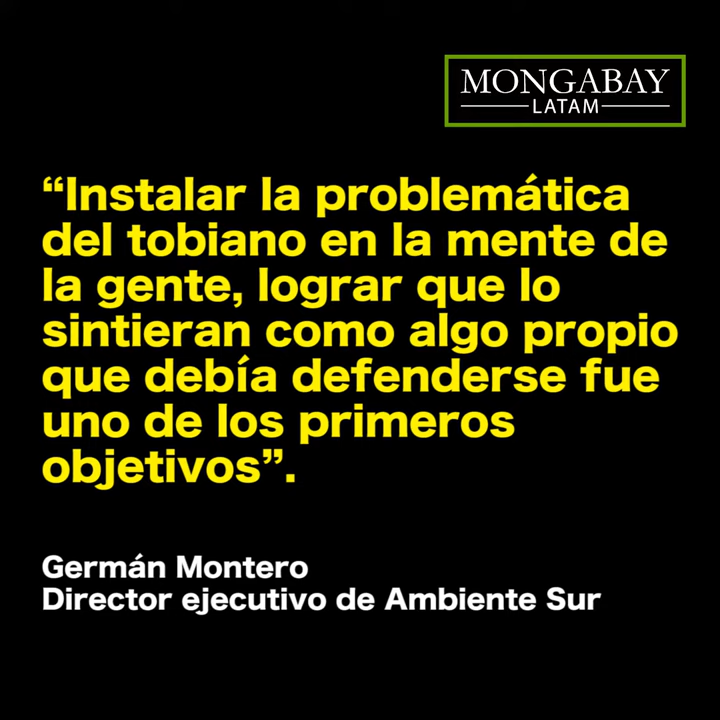 MONGABAY
LATAM
“Instalar la problemática
del tobiano en la mente de
la gente, lograr que lo
sintieran como algo propio
que debía defenderse fue
uno de los primeros
objetivos”.
Germán Montero
Director ejecutivo de Ambiente Sur